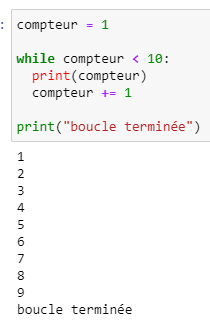 :
compteur = 1
while compteur < 10:
  print(compteur)
  compteur += 1
print("boucle terminée")
1
2
3
4
5
6
7
8
9
boucle terminée